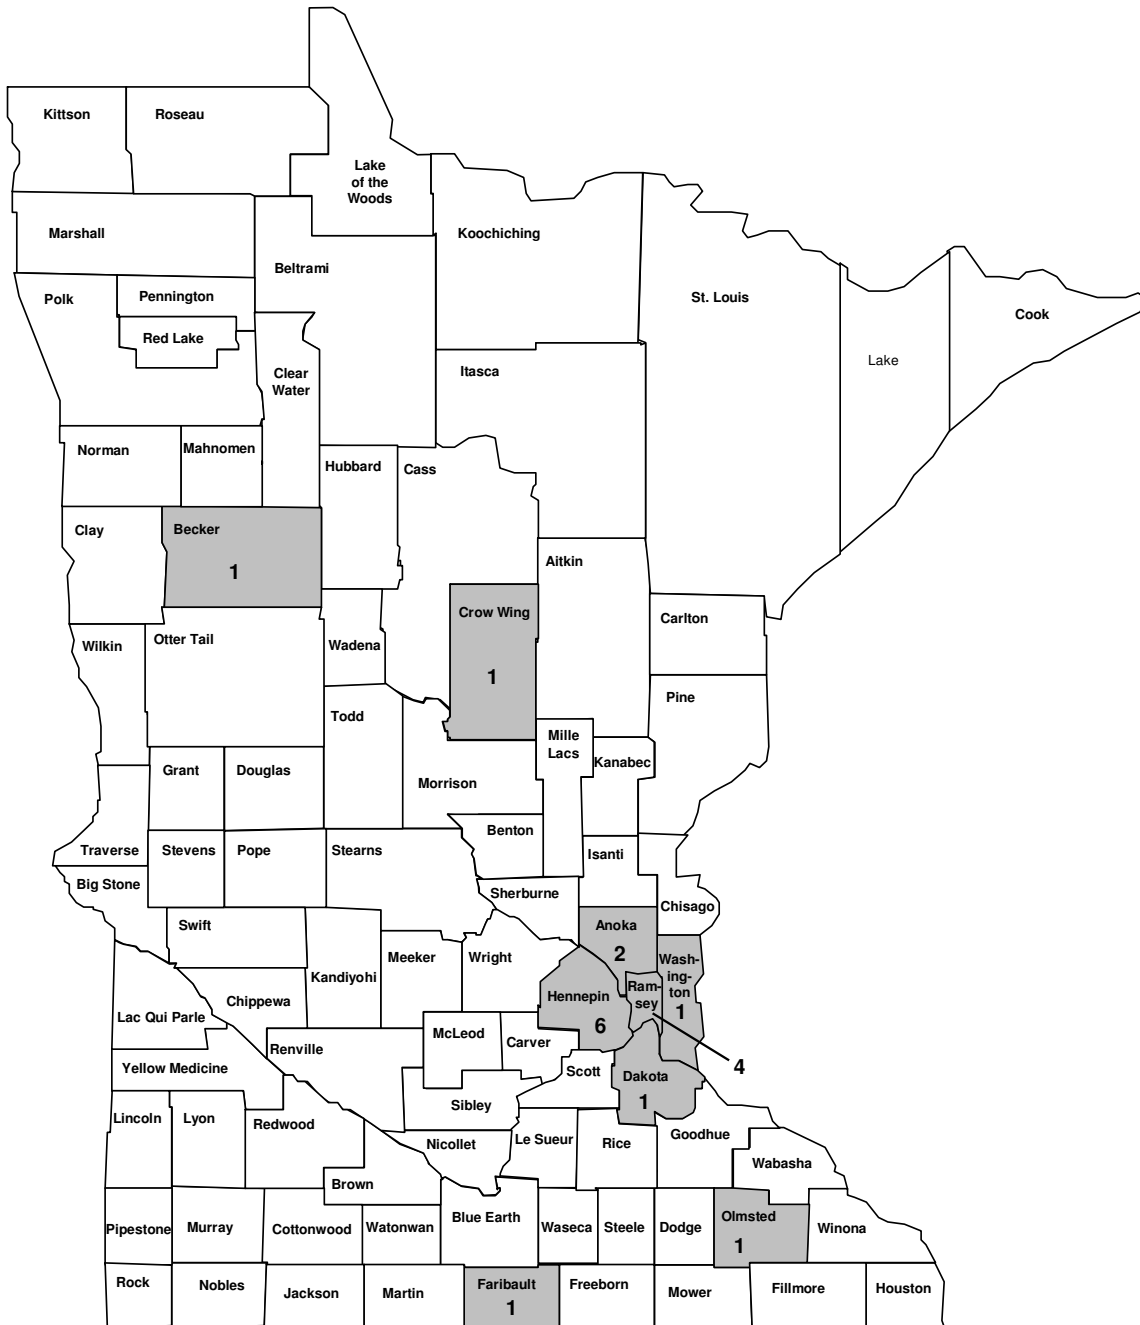 Kittson
Roseau
Lake
of the
Woods
Marshall
Koochiching
Beltrami
Polk
Pennington
St. Louis
Cook
Red Lake
Lake
Clear
Water
Itasca
Norman
Mahnomen
Hubbard
Cass
Clay
Becker
1
Aitkin
Crow Wing
1
Carlton
Wilkin
Otter Tail
Wadena
Pine
Todd
Mille
Lacs
Kanabec
Grant
Douglas
Morrison
Benton
Traverse
Stevens
Pope
Stearns
Isanti
Big Stone
Sherburne
Chisago
Swift
Anoka
2
Meeker
Wright
Wash-
ing-
ton
1
Kandiyohi
Chippewa
Hennepin
6
Ram-
sey
4
Lac Qui Parle
McLeod
Carver
Renville
Yellow Medicine
Scott
Dakota
1
Sibley
Lincoln
Lyon
Redwood
Nicollet
Le Sueur
Rice
Goodhue
Wabasha
Brown
Pipestone
Murray
Cottonwood
Watonwan
Blue Earth
Waseca
Steele
Dodge
Olmsted
1
Winona
Rock
Nobles
Jackson
Martin
Faribault
1
Freeborn
Mower
Fillmore
Houston